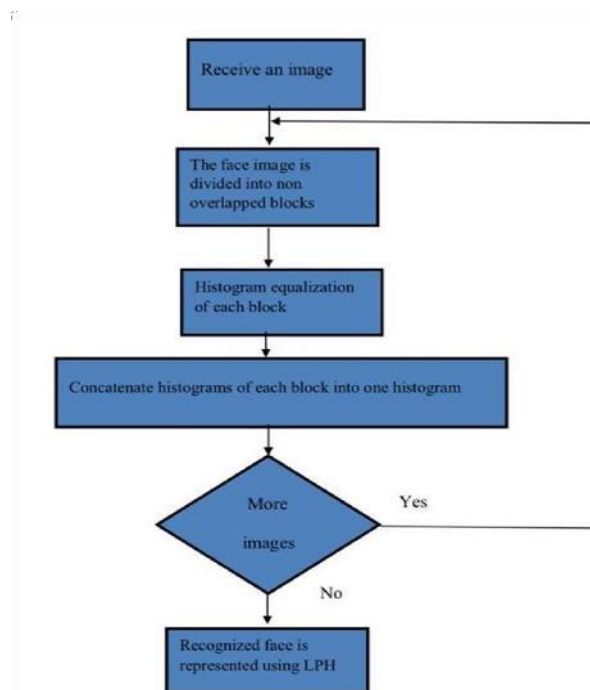 Receive an image
The face image is
divided into non
overlapped blocks
Histogram equalization
of each block
Concatenate histograms of each block into one histogram
More
images
Yes
No
Recognized face is
represented using LPH